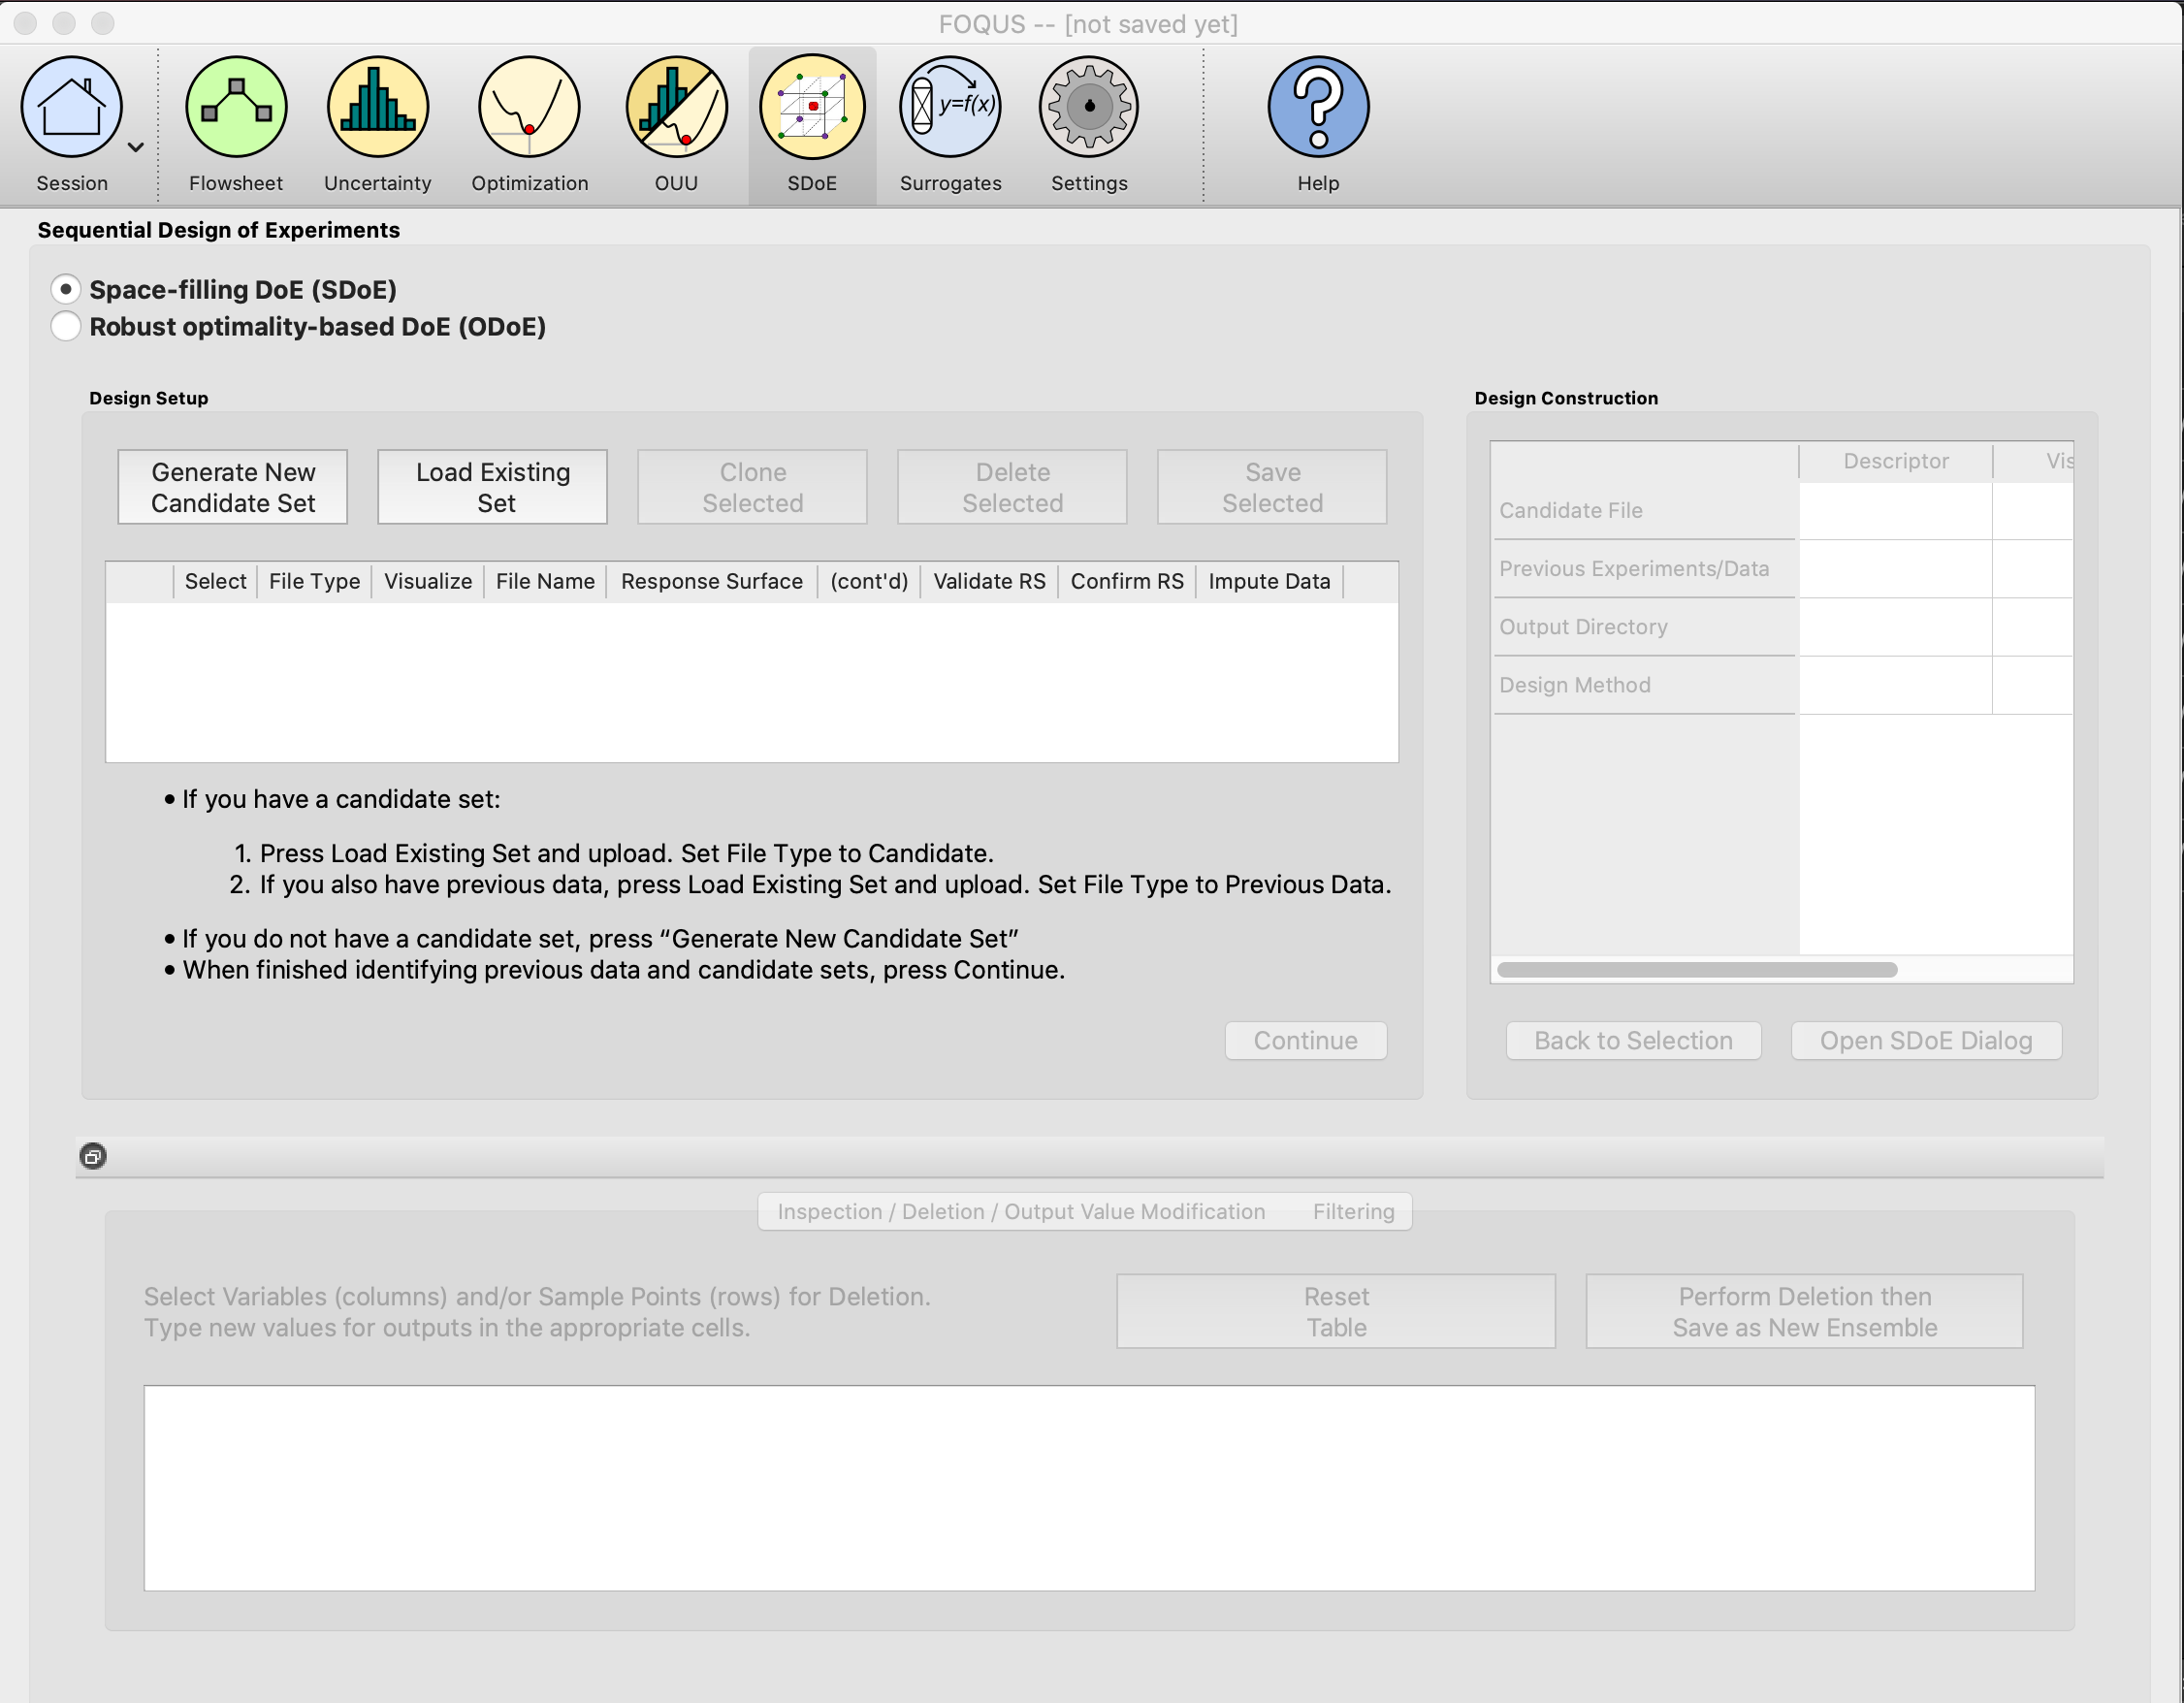 FOQUS -- [not saved yet]
y=f(x)
Session
Flowsheet
Uncertainty
Optimization
OUU
SDoE
Surrogates
Settings
Help
Sequential Design of Experiments
Space-filling DoE (SDoE)
Robust optimality-based DoE (ODoE)
Design Setup
Generate New
Candidate Set
Load Existing
Set
Clone
Selected
Delete
Selected
Save
Selected
Select
File Type
Visualize
File Name
Response Surface
(cont'd)
Validate RS
Confirm RS
Impute Data
• If you have a candidate set:
1. Press Load Existing Set and upload. Set File Type to Candidate.
2. If you also have previous data, press Load Existing Set and upload. Set File Type to Previous Data.
• If you do not have a candidate set, press “Generate New Candidate Set”
• When finished identifying previous data and candidate sets, press Continue.
Continue
Design Construction
Descriptor
Vis
Candidate File
Previous Experiments/Data
Output Directory
Design Method
Back to Selection
Open SDoE Dialog
Inspection / Deletion / Output Value Modification
Filtering
Select Variables (columns) and/or Sample Points (rows) for Deletion.
Type new values for outputs in the appropriate cells.
Reset
Table
Perform Deletion then
Save as New Ensemble